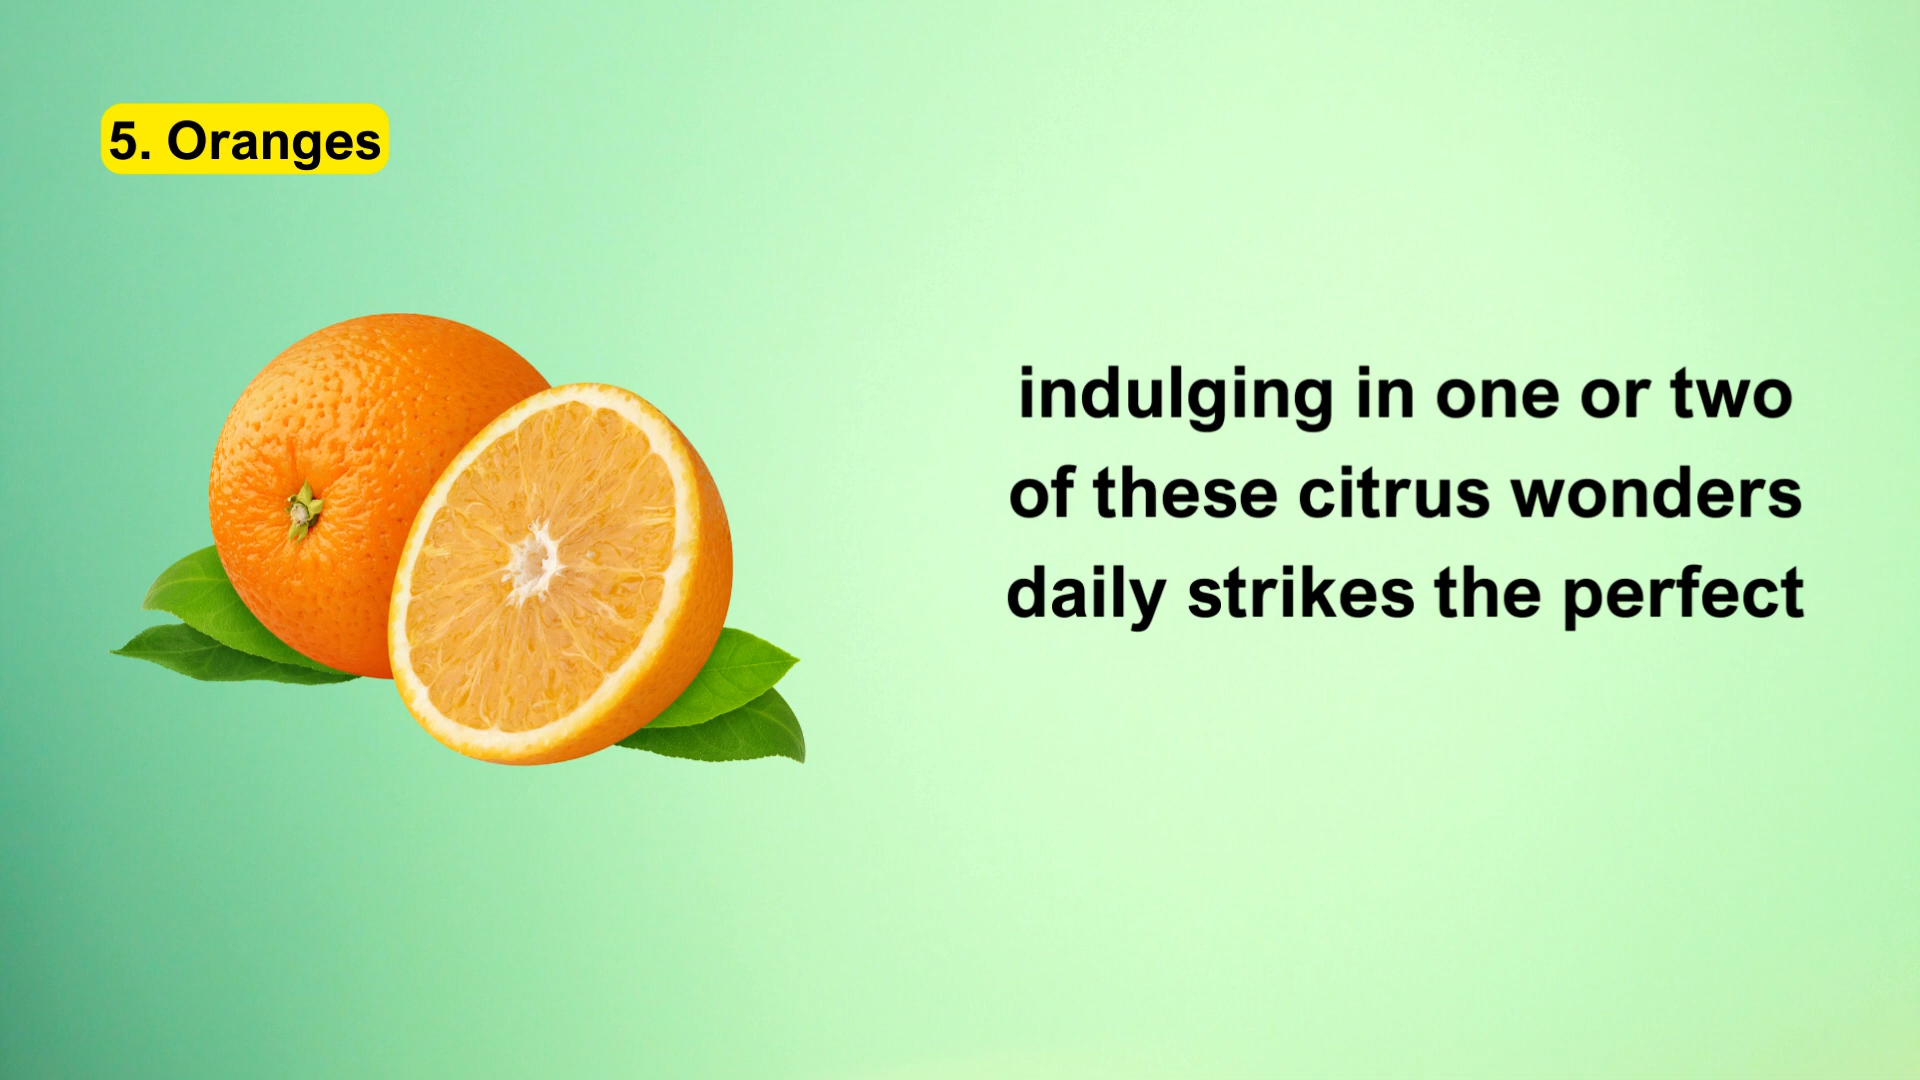 5. Oranges
indulging in one or two
of these citrus wonders
daily strikes the perfect